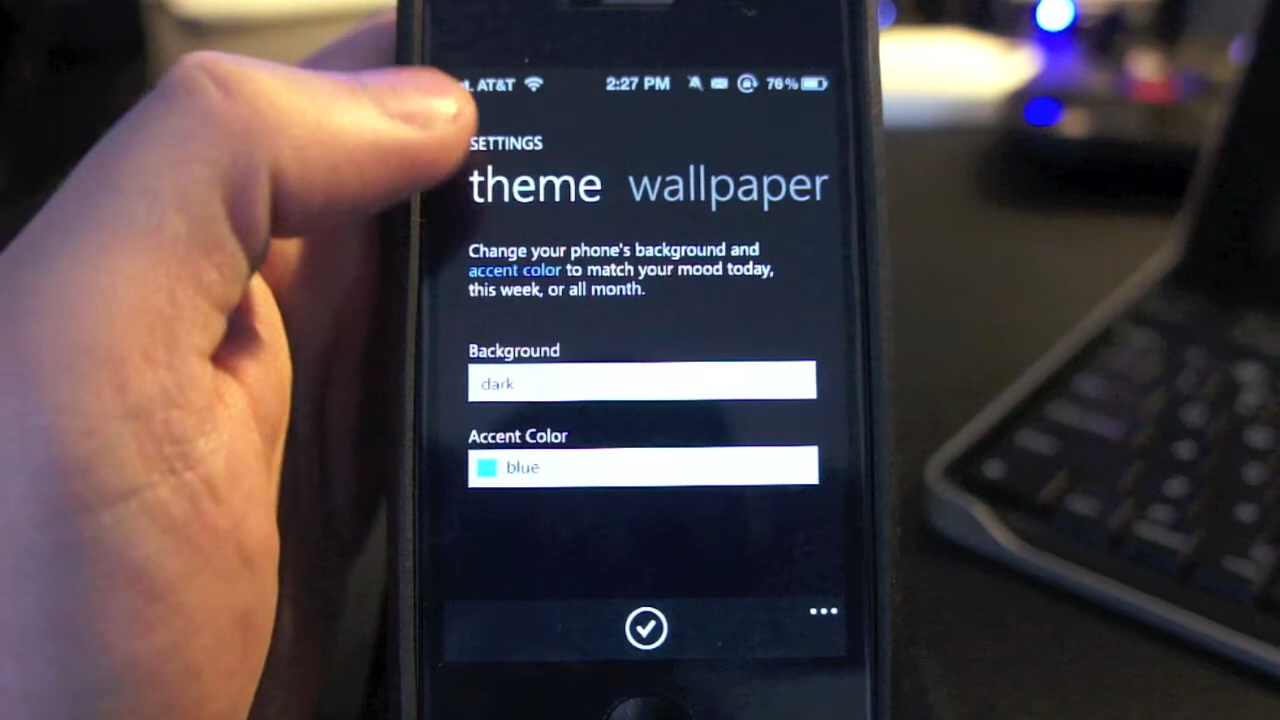 AT&T 2:27 PM 76%
SETTINGS
theme wallpaper
Change your phone's background and
accent color to match your mood today,
this week, or all month.
Background
dark
Accent Color
blue